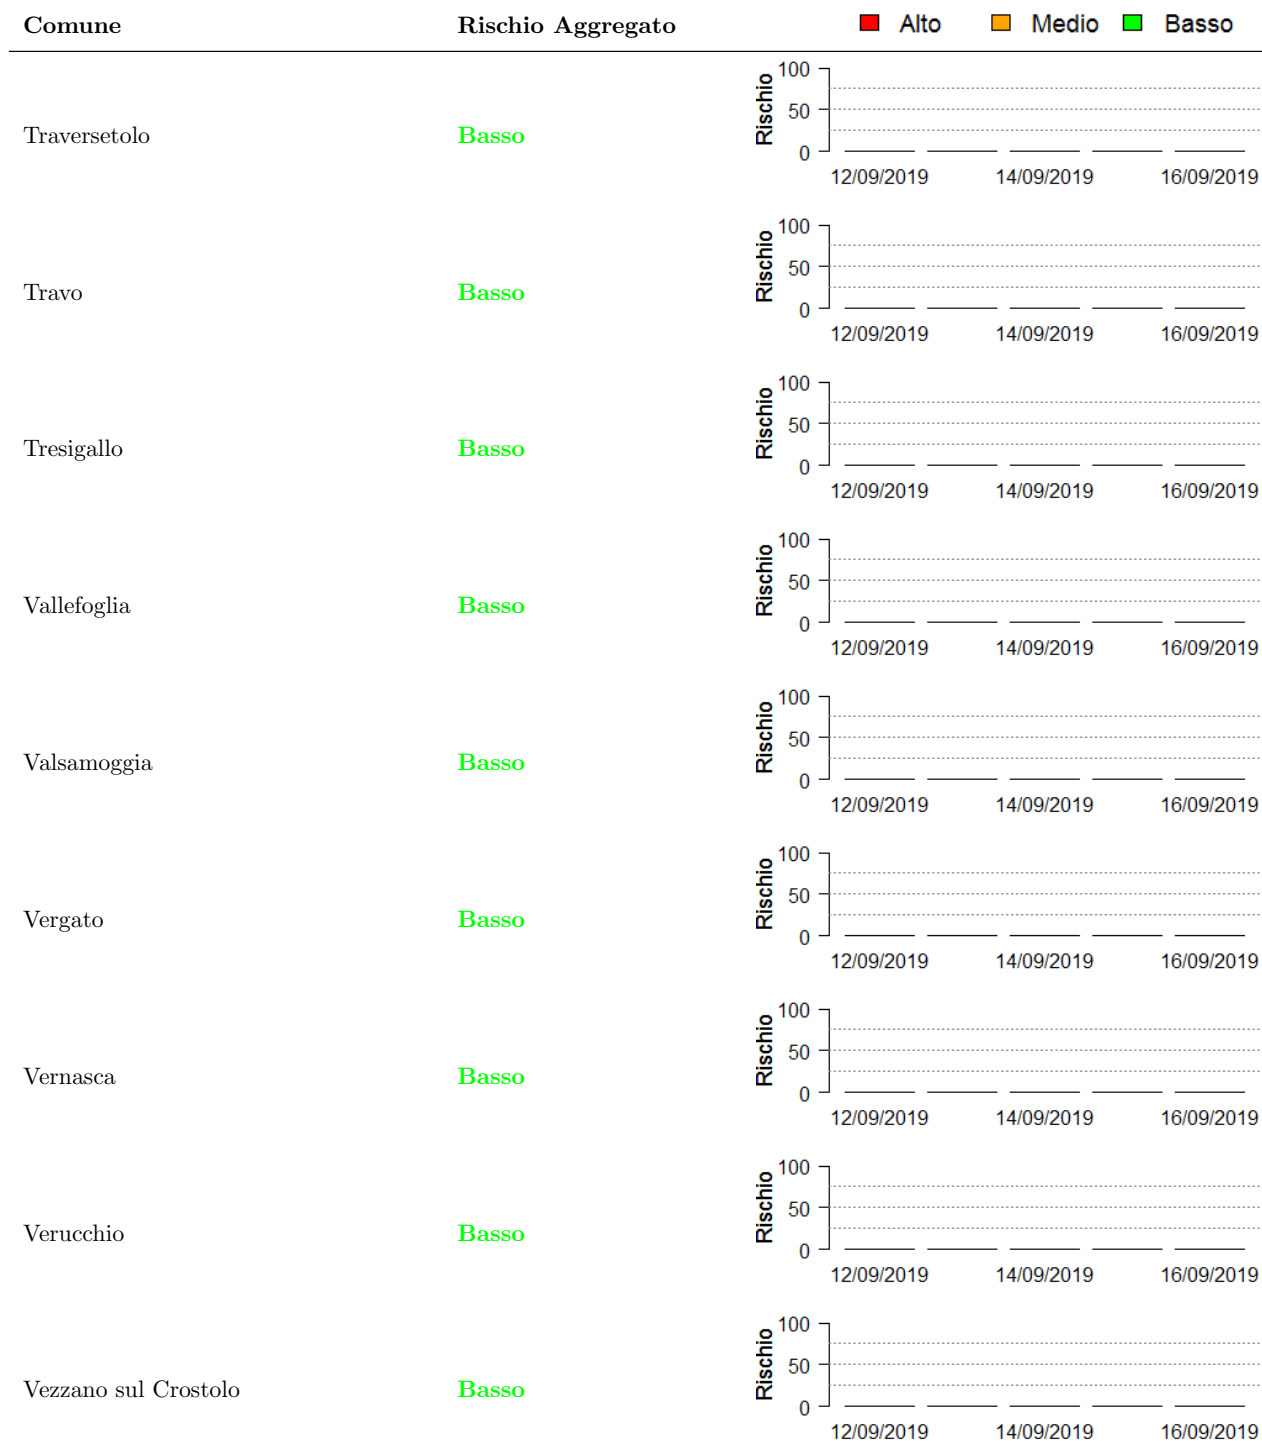 Comune Rischio Aggregato Alto Medio Basso
100
Rischio
50
Traversetolo Basso
0
12/09/2019 14/09/2019 16/09/2019
100
Rischio
50
Travo Basso
0
12/09/2019 14/09/2019 16/09/2019
100
Rischio
50
Tresigallo Basso
0
12/09/2019 14/09/2019 16/09/2019
100
Rischio
50
Vallefoglia Basso
0
12/09/2019 14/09/2019 16/09/2019
100
Rischio
50
Valsamoggia Basso
0
12/09/2019 14/09/2019 16/09/2019
100
Rischio
50
Vergato Basso
0
12/09/2019 14/09/2019 16/09/2019
100
Rischio
50
Vernasca Basso
0
12/09/2019 14/09/2019 16/09/2019
100
Rischio
50
Verucchio Basso
0
12/09/2019 14/09/2019 16/09/2019
100
Rischio
50
Vezzano sul Crostolo Basso
0
12/09/2019 14/09/2019 16/09/2019